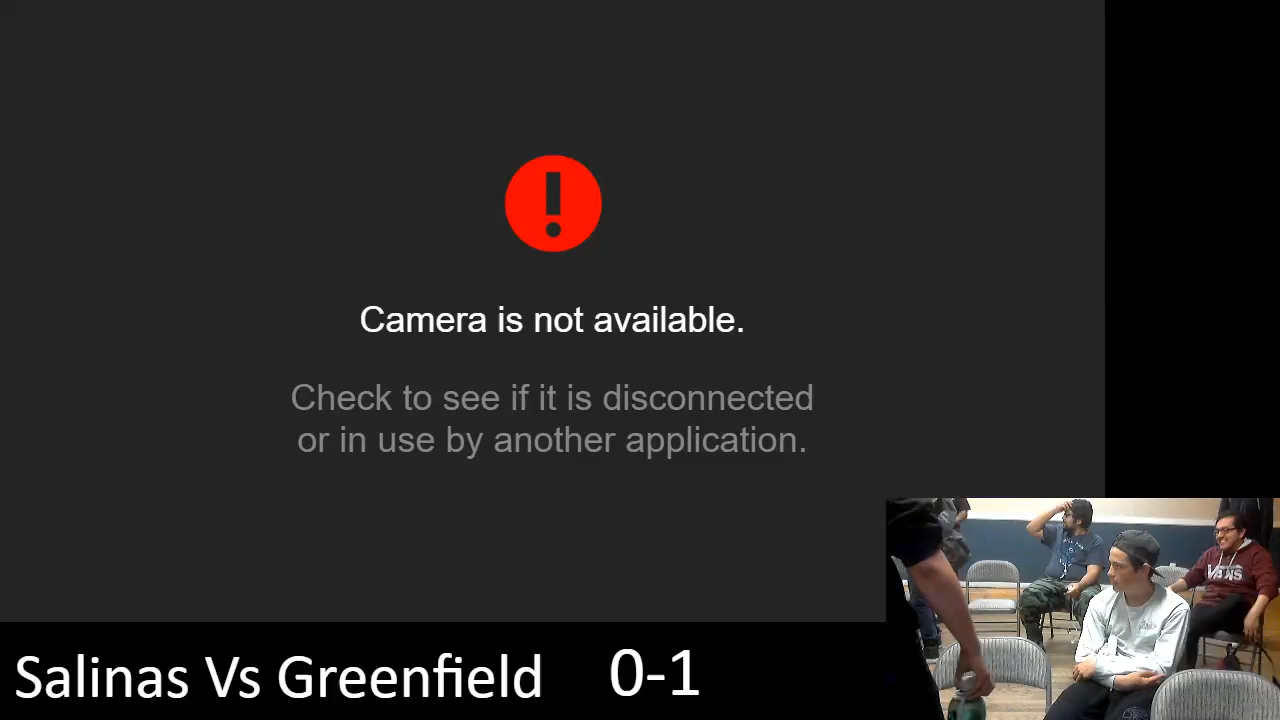 Camera is not available.
Check to see if it is disconnected
or in use by another application.
VANS
Salinas Vs Greenfield 0-1